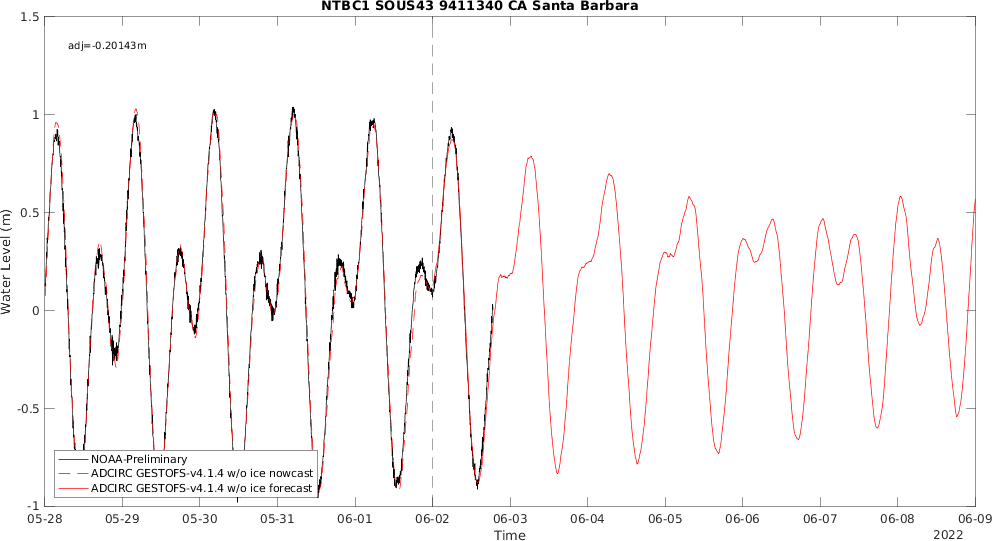 NTBC1 SOUS43 9411340 CA Santa Barbara
1.5
adj=-0.20143m
1
0.5
Water Level (m)
0
-0.5
NOAA-Preliminary
ADCIRC GESTOFS-v4.1.4 w/o ice nowcast
ADCIRC GESTOFS-v4.1.4 w/o ice forecast
-1
05-28 05-29 05-30 05-31 06-01 06-02 06-03 06-04 06-05 06-06 06-07 06-08 06-09
Time
2022